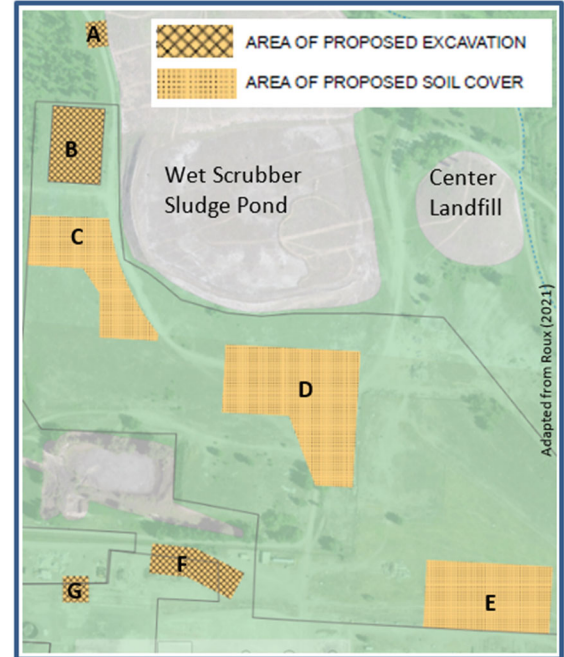 A
AREA OF PROPOSED EXCAVATION
AREA OF PROPOSED SOIL COVER
B
Wet Scrubber
Sludge Pond
Center
Landfill
C
D
Adapted from Roux (2021)
F
G
E